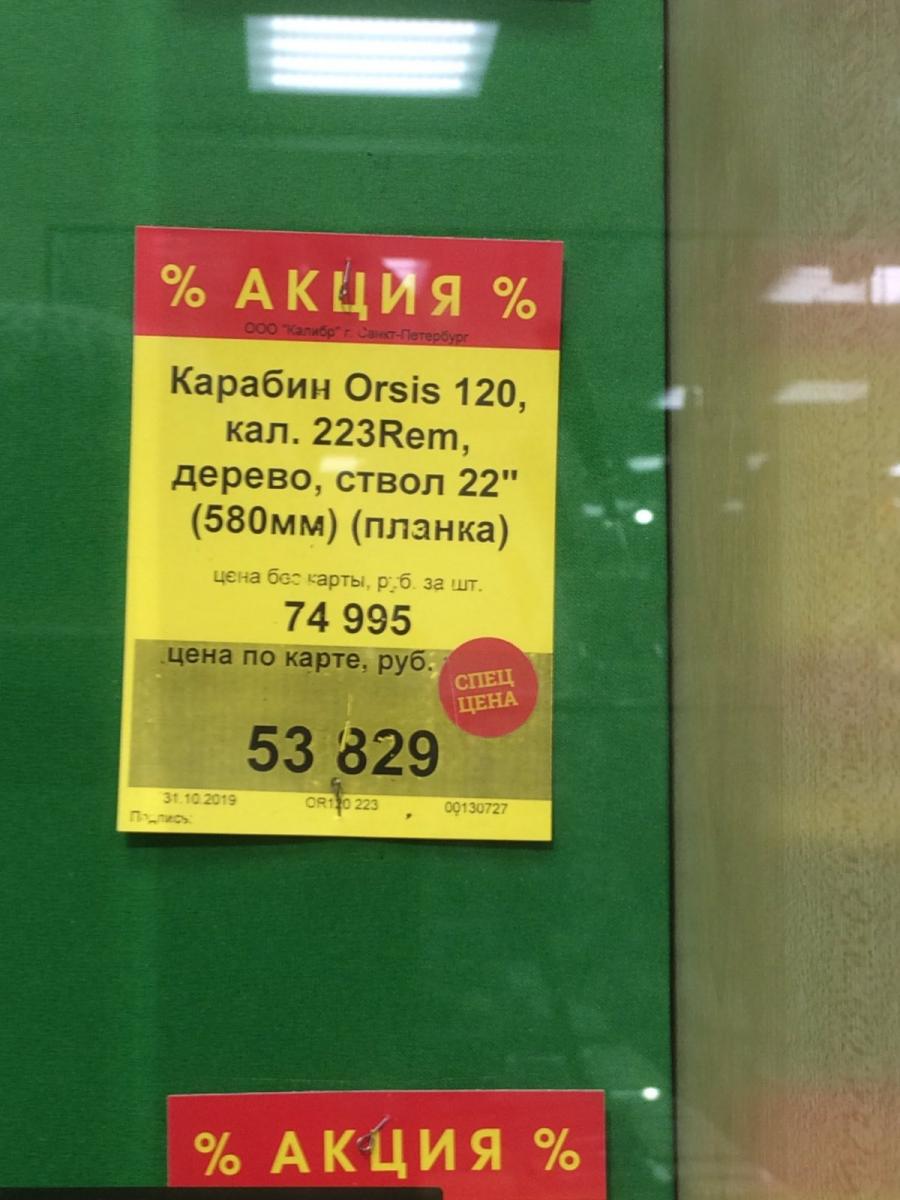 % АКЦИЯ %
ООО "Калибр" г. Санкт-Петербург
Карабин Orsis 120,
кал. 223Rem,
дерево, ствол 22"
(580мм) (планка)
цена без карты, руб. за шт.
74 995
цена по карте, руб.
СПЕЦ
ЦЕНА
53 829
31.10.2019 OR120 223 00130727
Подпись:
% АКЦИЯ %